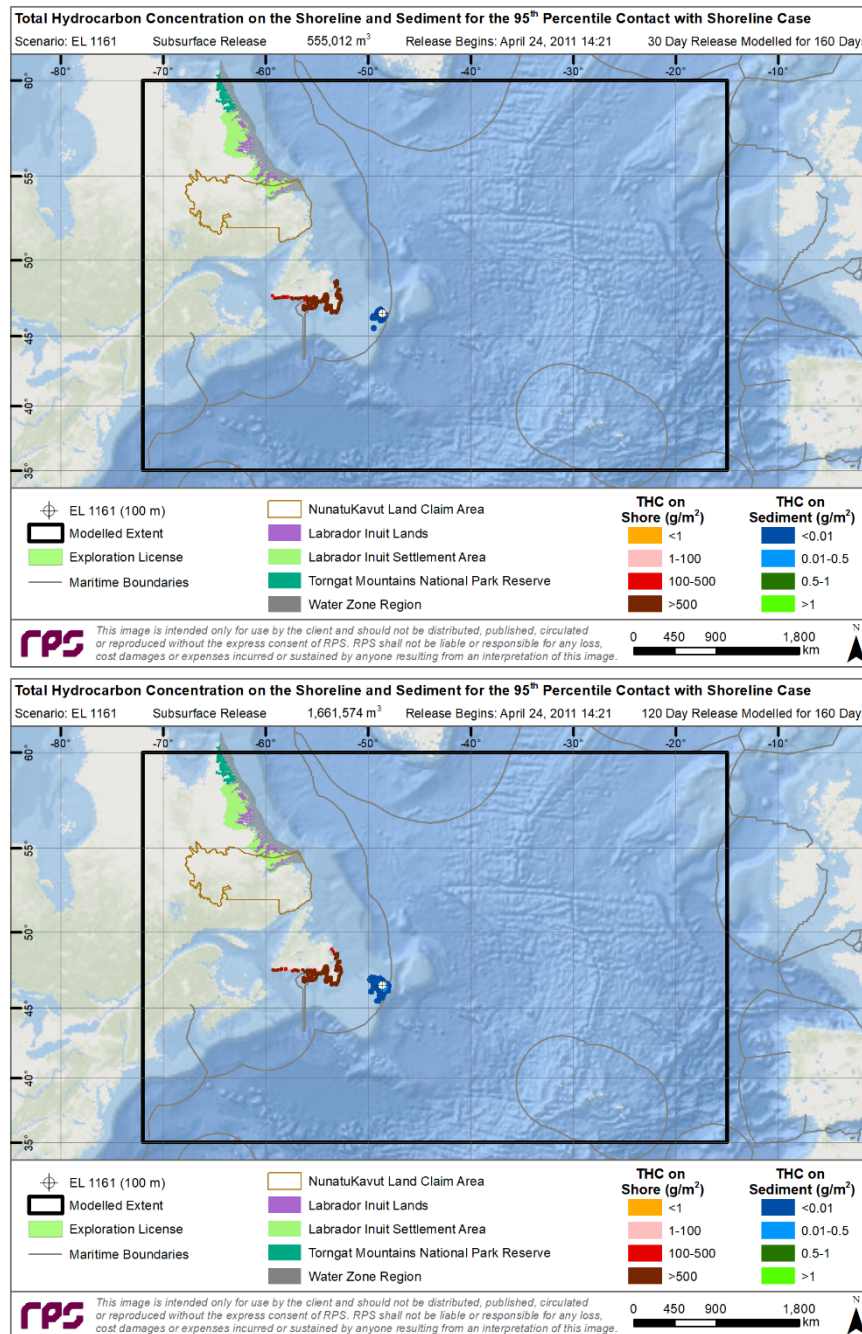 Total Hydrocarbon Concentration on the Shoreline and Sediment for the 95th Percentile Contact with Shoreline Case
Scenario: EL 1161 Subsurface Release 555,012 m³ Release Begins: April 24, 2011 14:21 30 Day Release Modelled for 160 Days
-80° -70° -60° -50° -40° -30° -20° -10° 0°
60°
55°
50°
45°
40°
35°
EL 1161 (100 m)
Modelled Extent
Exploration License
Maritime Boundaries
NunatuKavut Land Claim Area
Labrador Inuit Lands
Labrador Inuit Settlement Area
Torngat Mountains National Park Reserve
Water Zone Region
THC on
Shore (g/m²)
<1
1-100
100-500
>500
THC on
Sediment (g/m²)
<0.01
0.01-0.5
0.5-1
>1
rps
This image is intended only for use by the client and should not be distributed, published, circulated
or reproduced without the express consent of RPS. RPS shall not be liable or responsible for any loss,
cost damages or expenses incurred or sustained by anyone resulting from an interpretation of this image.
0 450 900 1,800
km
N
Total Hydrocarbon Concentration on the Shoreline and Sediment for the 95th Percentile Contact with Shoreline Case
Scenario: EL 1161 Subsurface Release 1,661,574 m³ Release Begins: April 24, 2011 14:21 120 Day Release Modelled for 160 Days
-80° -70° -60° -50° -40° -30° -20° -10° 0°
60°
55°
50°
45°
40°
35°
EL 1161 (100 m)
Modelled Extent
Exploration License
Maritime Boundaries
NunatuKavut Land Claim Area
Labrador Inuit Lands
Labrador Inuit Settlement Area
Torngat Mountains National Park Reserve
Water Zone Region
THC on
Shore (g/m²)
<1
1-100
100-500
>500
THC on
Sediment (g/m²)
<0.01
0.01-0.5
0.5-1
>1
rps
This image is intended only for use by the client and should not be distributed, published, circulated
or reproduced without the express consent of RPS. RPS shall not be liable or responsible for any loss,
cost damages or expenses incurred or sustained by anyone resulting from an interpretation of this image.
0 450 900 1,800
km
N